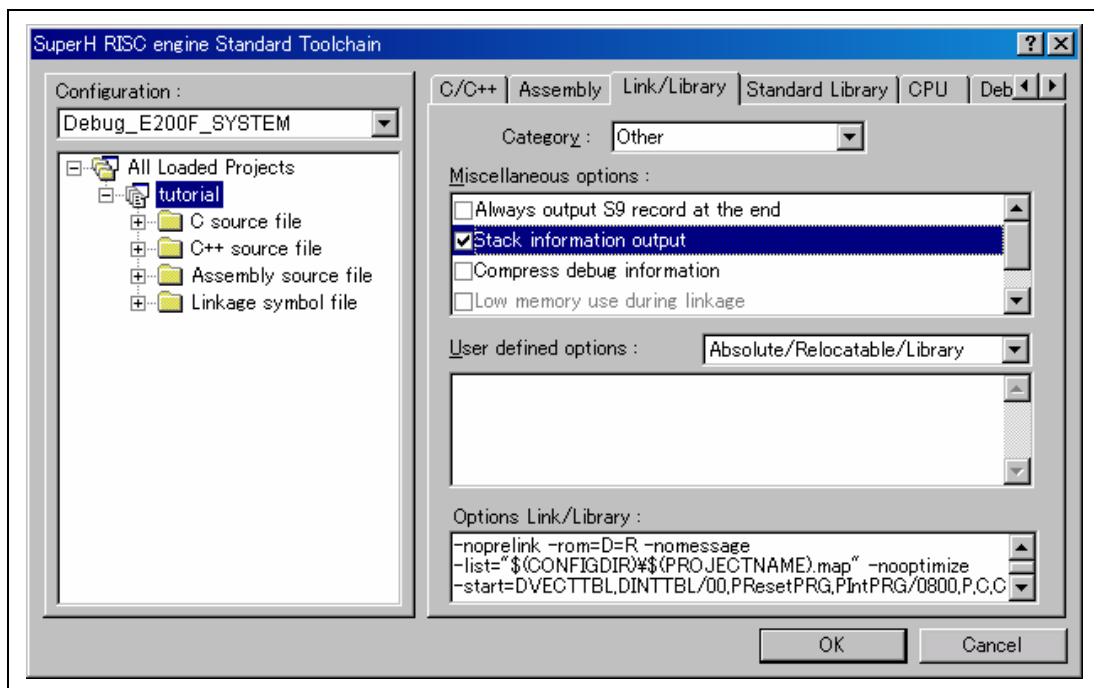 SuperH RISC engine Standard Toolchain
Configuration :
Debug_E200F_SYSTEM
All Loaded Projects
tutorial
C source file
C++ source file
Assembly source file
Linkage symbol file
C/C++ Assembly Link/Library Standard Library CPU Deb
Category : Other
Miscellaneous options :
Always output S9 record at the end
Stack information output
Compress debug information
Low memory use during linkage
User defined options : Absolute/Relocatable/Library
Options Link/Library :
-noprelink -rom=D=R -nomessage
-list="$(CONFIGDIR)¥$(PROJECTNAME).map" -nooptimize
-start=DVECTTBL,DINTTBL/00,PResetPRG,PIntPRG/0800,P,C,C
OK Cancel